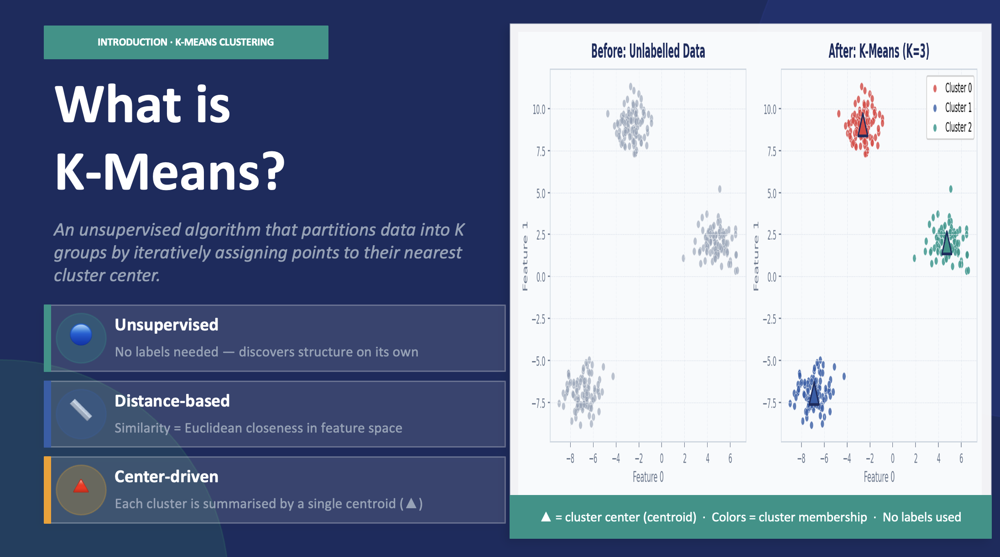 INTRODUCTION · K-MEANS CLUSTERING
What is
K-Means?
An unsupervised algorithm that partitions data into K
groups by iteratively assigning points to their nearest
cluster center.
Unsupervised
No labels needed — discovers structure on its own
Distance-based
Similarity = Euclidean closeness in feature space
Center-driven
Each cluster is summarised by a single centroid (▲)
Before: Unlabelled Data
10.0
7.5
5.0
2.5
0.0
−2.5
−5.0
−7.5
Feature 1
−8 −6 −4 −2 0 2 4 6
Feature 0
After: K-Means (K=3)
Cluster 0
Cluster 1
Cluster 2
10.0
7.5
5.0
2.5
0.0
−2.5
−5.0
−7.5
Feature 1
−8 −6 −4 −2 0 2 4 6
Feature 0
▲ = cluster center (centroid) · Colors = cluster membership · No labels used